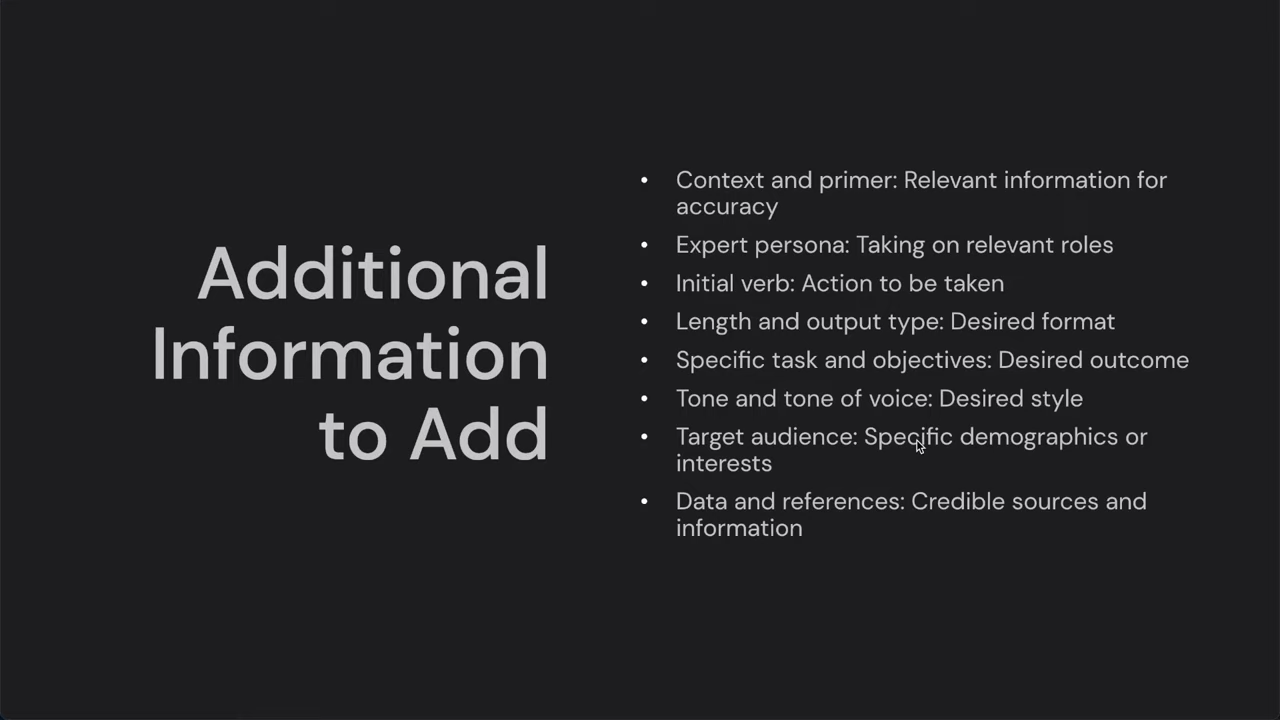 Additional
Information
to Add
• Context and primer: Relevant information for
accuracy
• Expert persona: Taking on relevant roles
• Initial verb: Action to be taken
• Length and output type: Desired format
• Specific task and objectives: Desired outcome
• Tone and tone of voice: Desired style
• Target audience: Specific demographics or
interests
• Data and references: Credible sources and
information